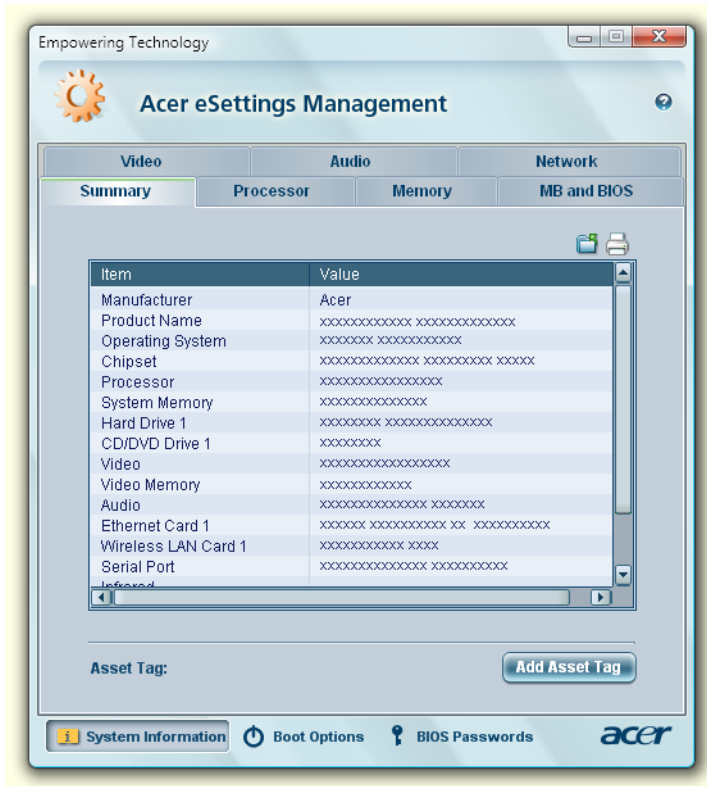 Empowering Technology
Acer eSettings Management
Video Audio Network
Summary Processor Memory MB and BIOS
Item Value
Manufacturer Acer
Product Name xxxxxxxxxxxx xxxxxxxxxxxxx
Operating System xxxxxxx xxxxxxxxxxx
Chipset xxxxxxxxxxxxx xxxxxxxxx xxxxx
Processor xxxxxxxxxxxxxxxx
System Memory xxxxxxxxxxxxxx
Hard Drive 1 xxxxxxxx xxxxxxxxxxxxxx
CD/DVD Drive 1 xxxxxxxx
Video xxxxxxxxxxxxxxxxx
Video Memory xxxxxxxxxxxx
Audio xxxxxxxxxxxxxx xxxxxxx
Ethernet Card 1 xxxxxx xxxxxxxxxx xx xxxxxxxxxx
Wireless LAN Card 1 xxxxxxxxxxx xxxx
Serial Port xxxxxxxxxxxxxx xxxxxxxxxx
Infrared
Asset Tag: Add Asset Tag
System Information Boot Options BIOS Passwords acer